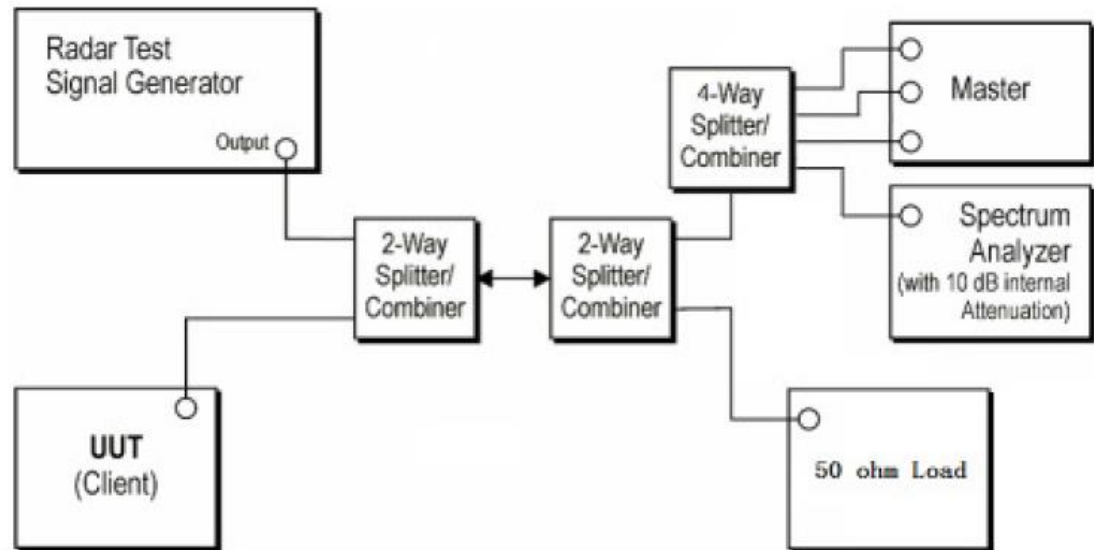 Radar Test
Signal Generator
Output
4-Way
Splitter/
Combiner
Master
2-Way
Splitter/
Combiner
2-Way
Splitter/
Combiner
Spectrum
Analyzer
(with 10 dB internal
Attenuation)
UUT
(Client)
50 ohm Load